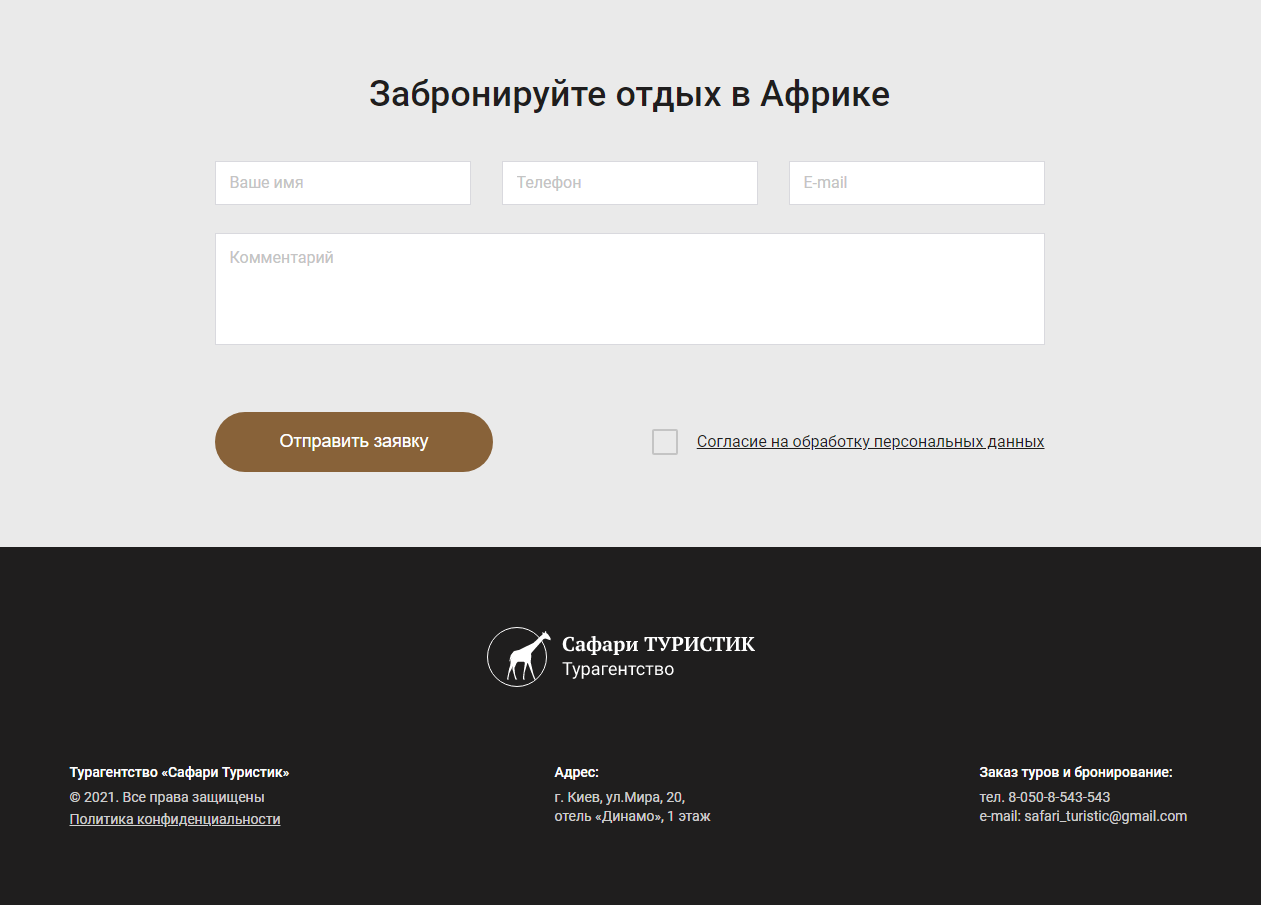 Забронируйте отдых в Африке
Ваше имя
Телефон
E-mail
Комментарий
Отправить заявку
Согласие на обработку персональных данных
Сафари ТУРИСТИК
Турагентство
Турагентство «Сафари Туристик»
© 2021. Все права защищены
Политика конфиденциальности
Адрес:
г. Киев, ул.Мира, 20,
отель «Динамо», 1 этаж
Заказ туров и бронирование:
тел. 8-050-8-543-543
e-mail: safari_turistic@gmail.com